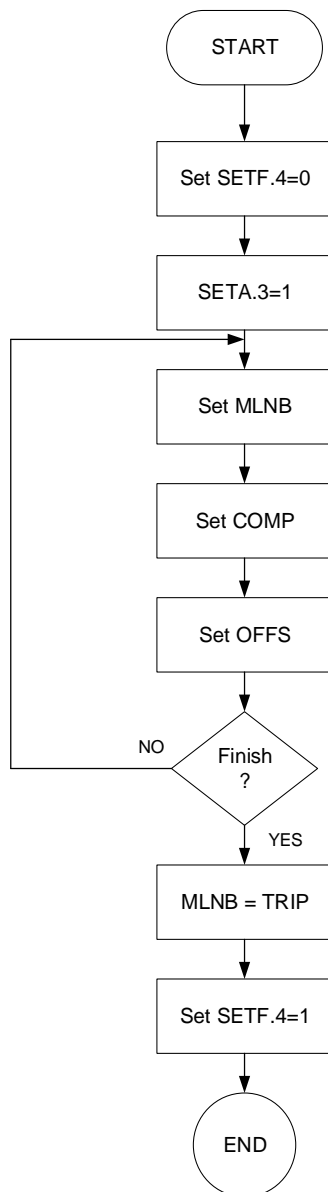 START
Set SETF.4=0
SETA.3=1
Set MLNB
Set COMP
Set OFFS
Finish
?
NO
YES
MLNB = TRIP
Set SETF.4=1
END